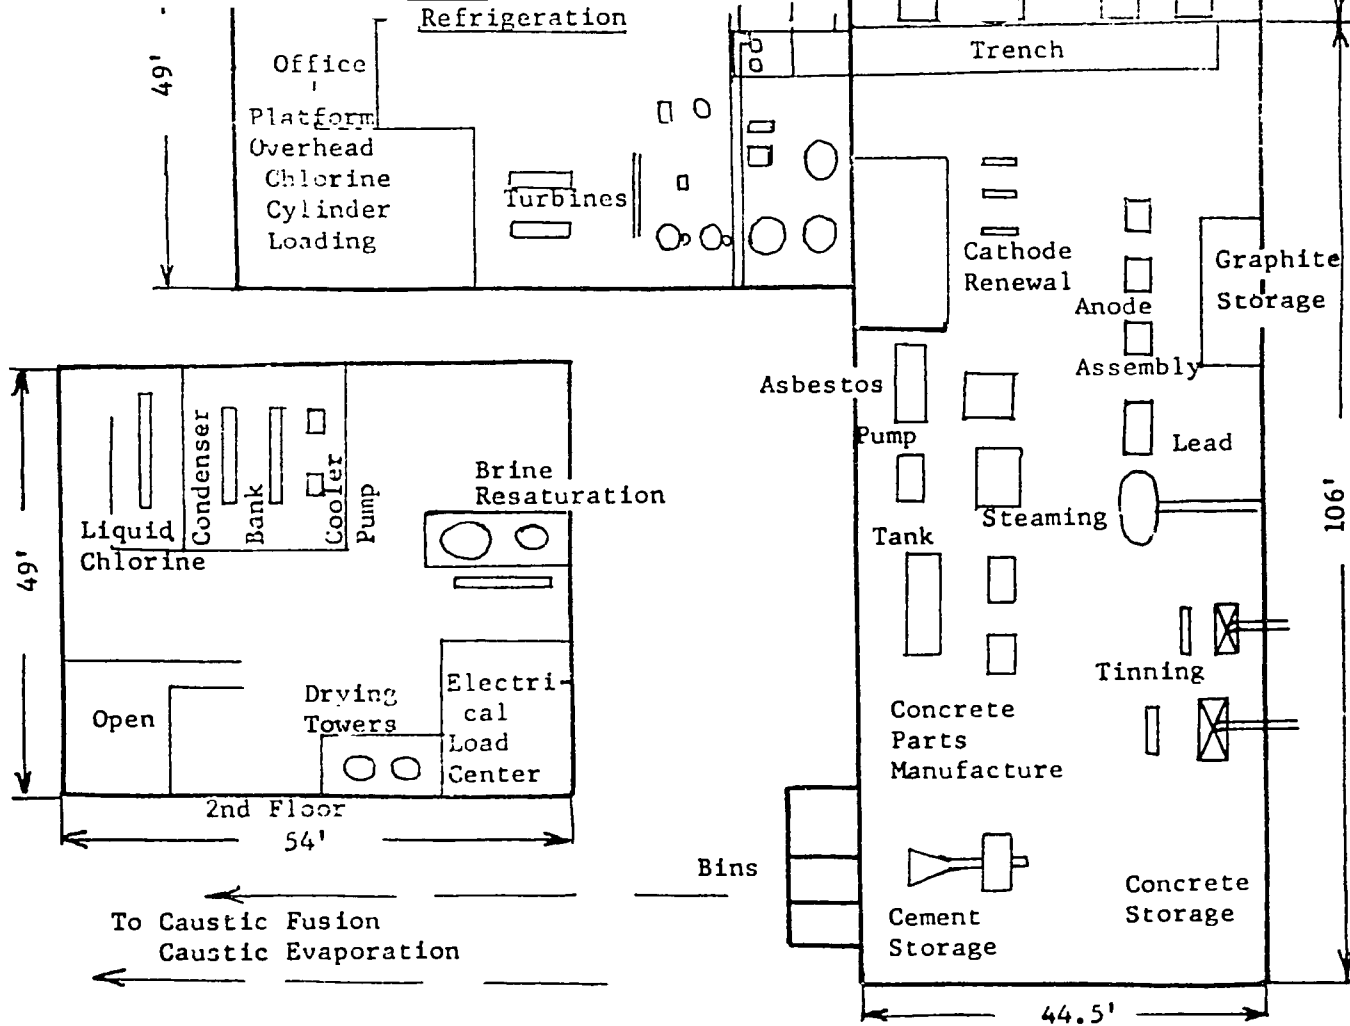 Refrigeration
Office
49'
Platform
Overhead
Chlorine
Cylinder
Loading
Turbines
Trench
Cathode
Renewal
Graphite
Storage
Anode
Assembly
Asbestos
Pump
Lead
Steaming
Tank
106'
Tinning
Concrete
Parts
Manufacture
49'
Condenser
Bank
Cooler
Pump
Liquid
Chlorine
Brine
Resaturation
Open
Drying
Towers
Electri-
cal
Load
Center
2nd Floor
54'
Bins
To Caustic Fusion
Caustic Evaporation
Cement
Storage
Concrete
Storage
44.5'